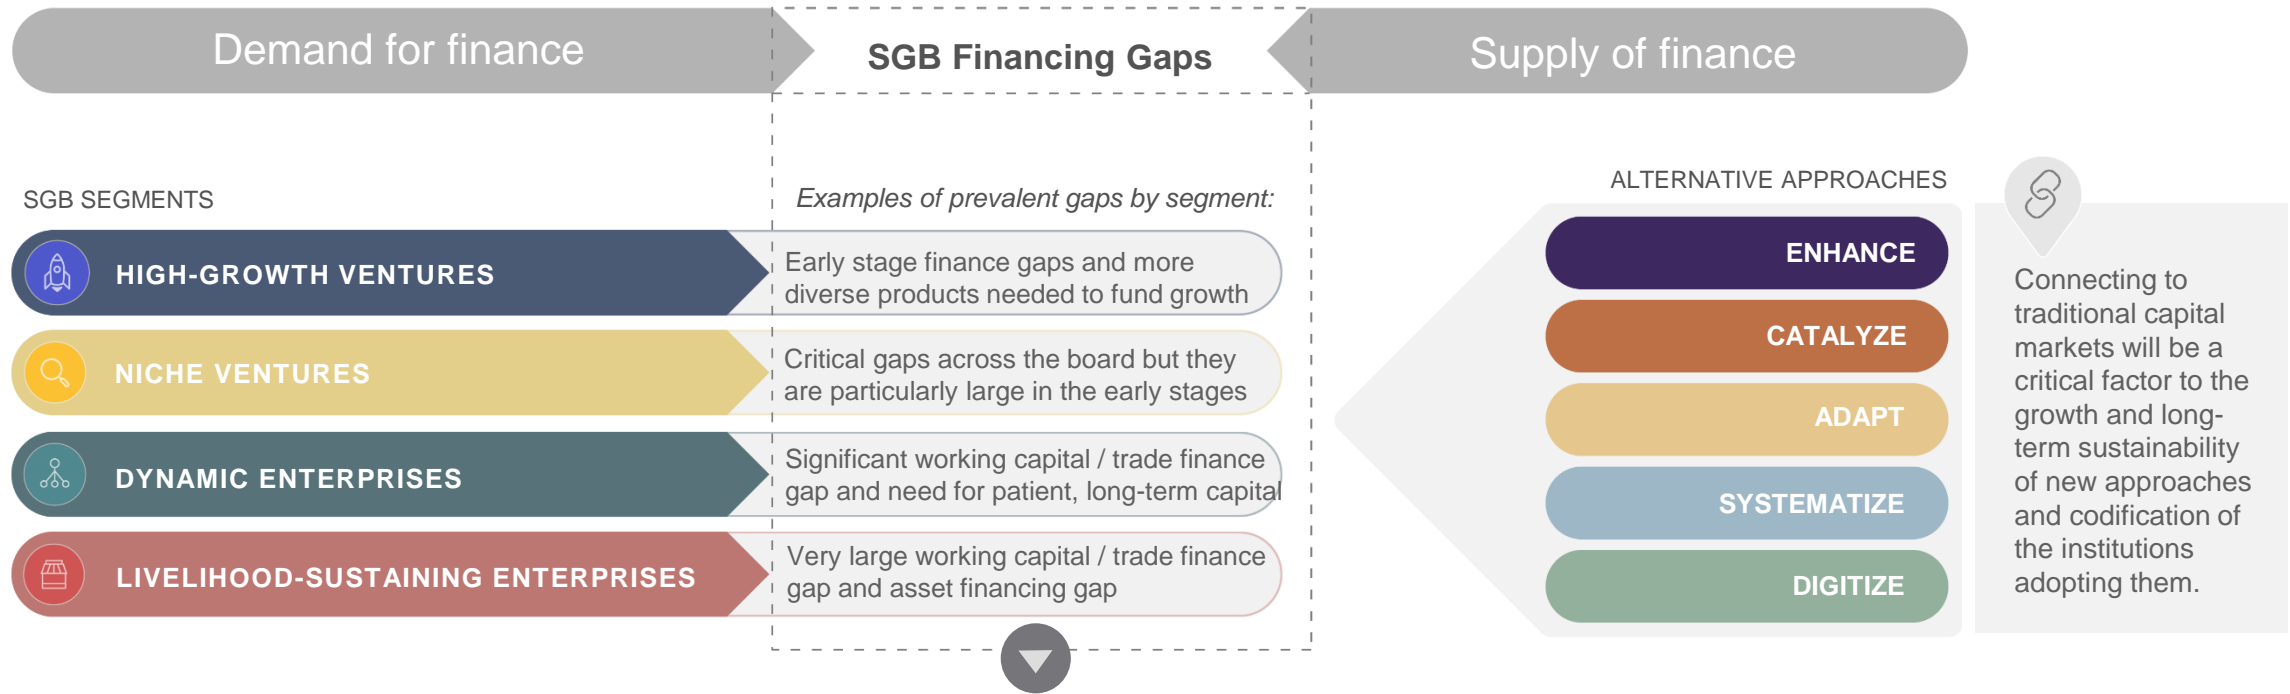 Demand for finance
SGB Financing Gaps
Supply of finance
SGB SEGMENTS
Examples of prevalent gaps by segment:
HIGH-GROWTH VENTURES
Early stage finance gaps and more
diverse products needed to fund growth
NICHE VENTURES
Critical gaps across the board but they
are particularly large in the early stages
DYNAMIC ENTERPRISES
Significant working capital / trade finance
gap and need for patient, long-term capital
LIVELIHOOD-SUSTAINING ENTERPRISES
Very large working capital / trade finance
gap and asset financing gap
ALTERNATIVE APPROACHES
ENHANCE
CATALYZE
ADAPT
SYSTEMATIZE
DIGITIZE
Connecting to
traditional capital
markets will be a
critical factor to the
growth and long-
term sustainability
of new approaches
and codification of
the institutions
adopting them.